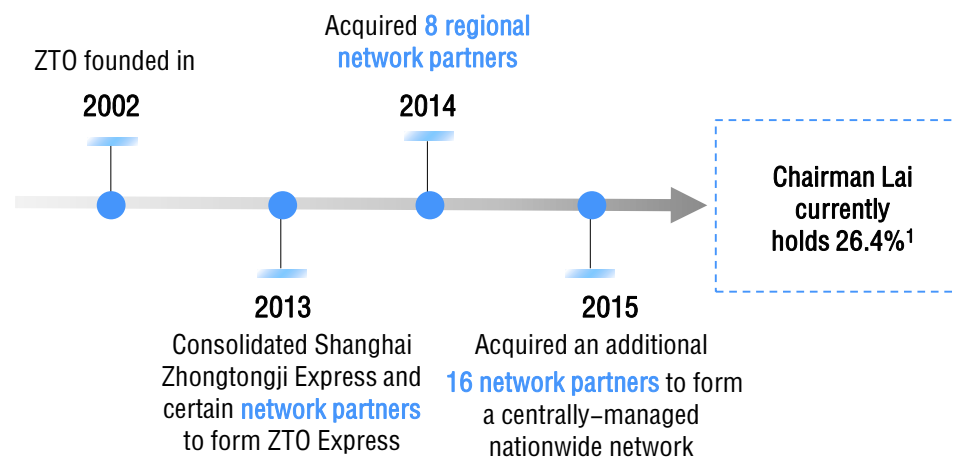 ZTO founded in
2002
2013
Consolidated Shanghai
Zhongtongji Express and
certain network partners
to form ZTO Express
Acquired 8 regional
network partners
2014
2015
Acquired an additional
16 network partners to form
a centrally–managed
nationwide network
Chairman Lai
currently
holds 26.4%¹